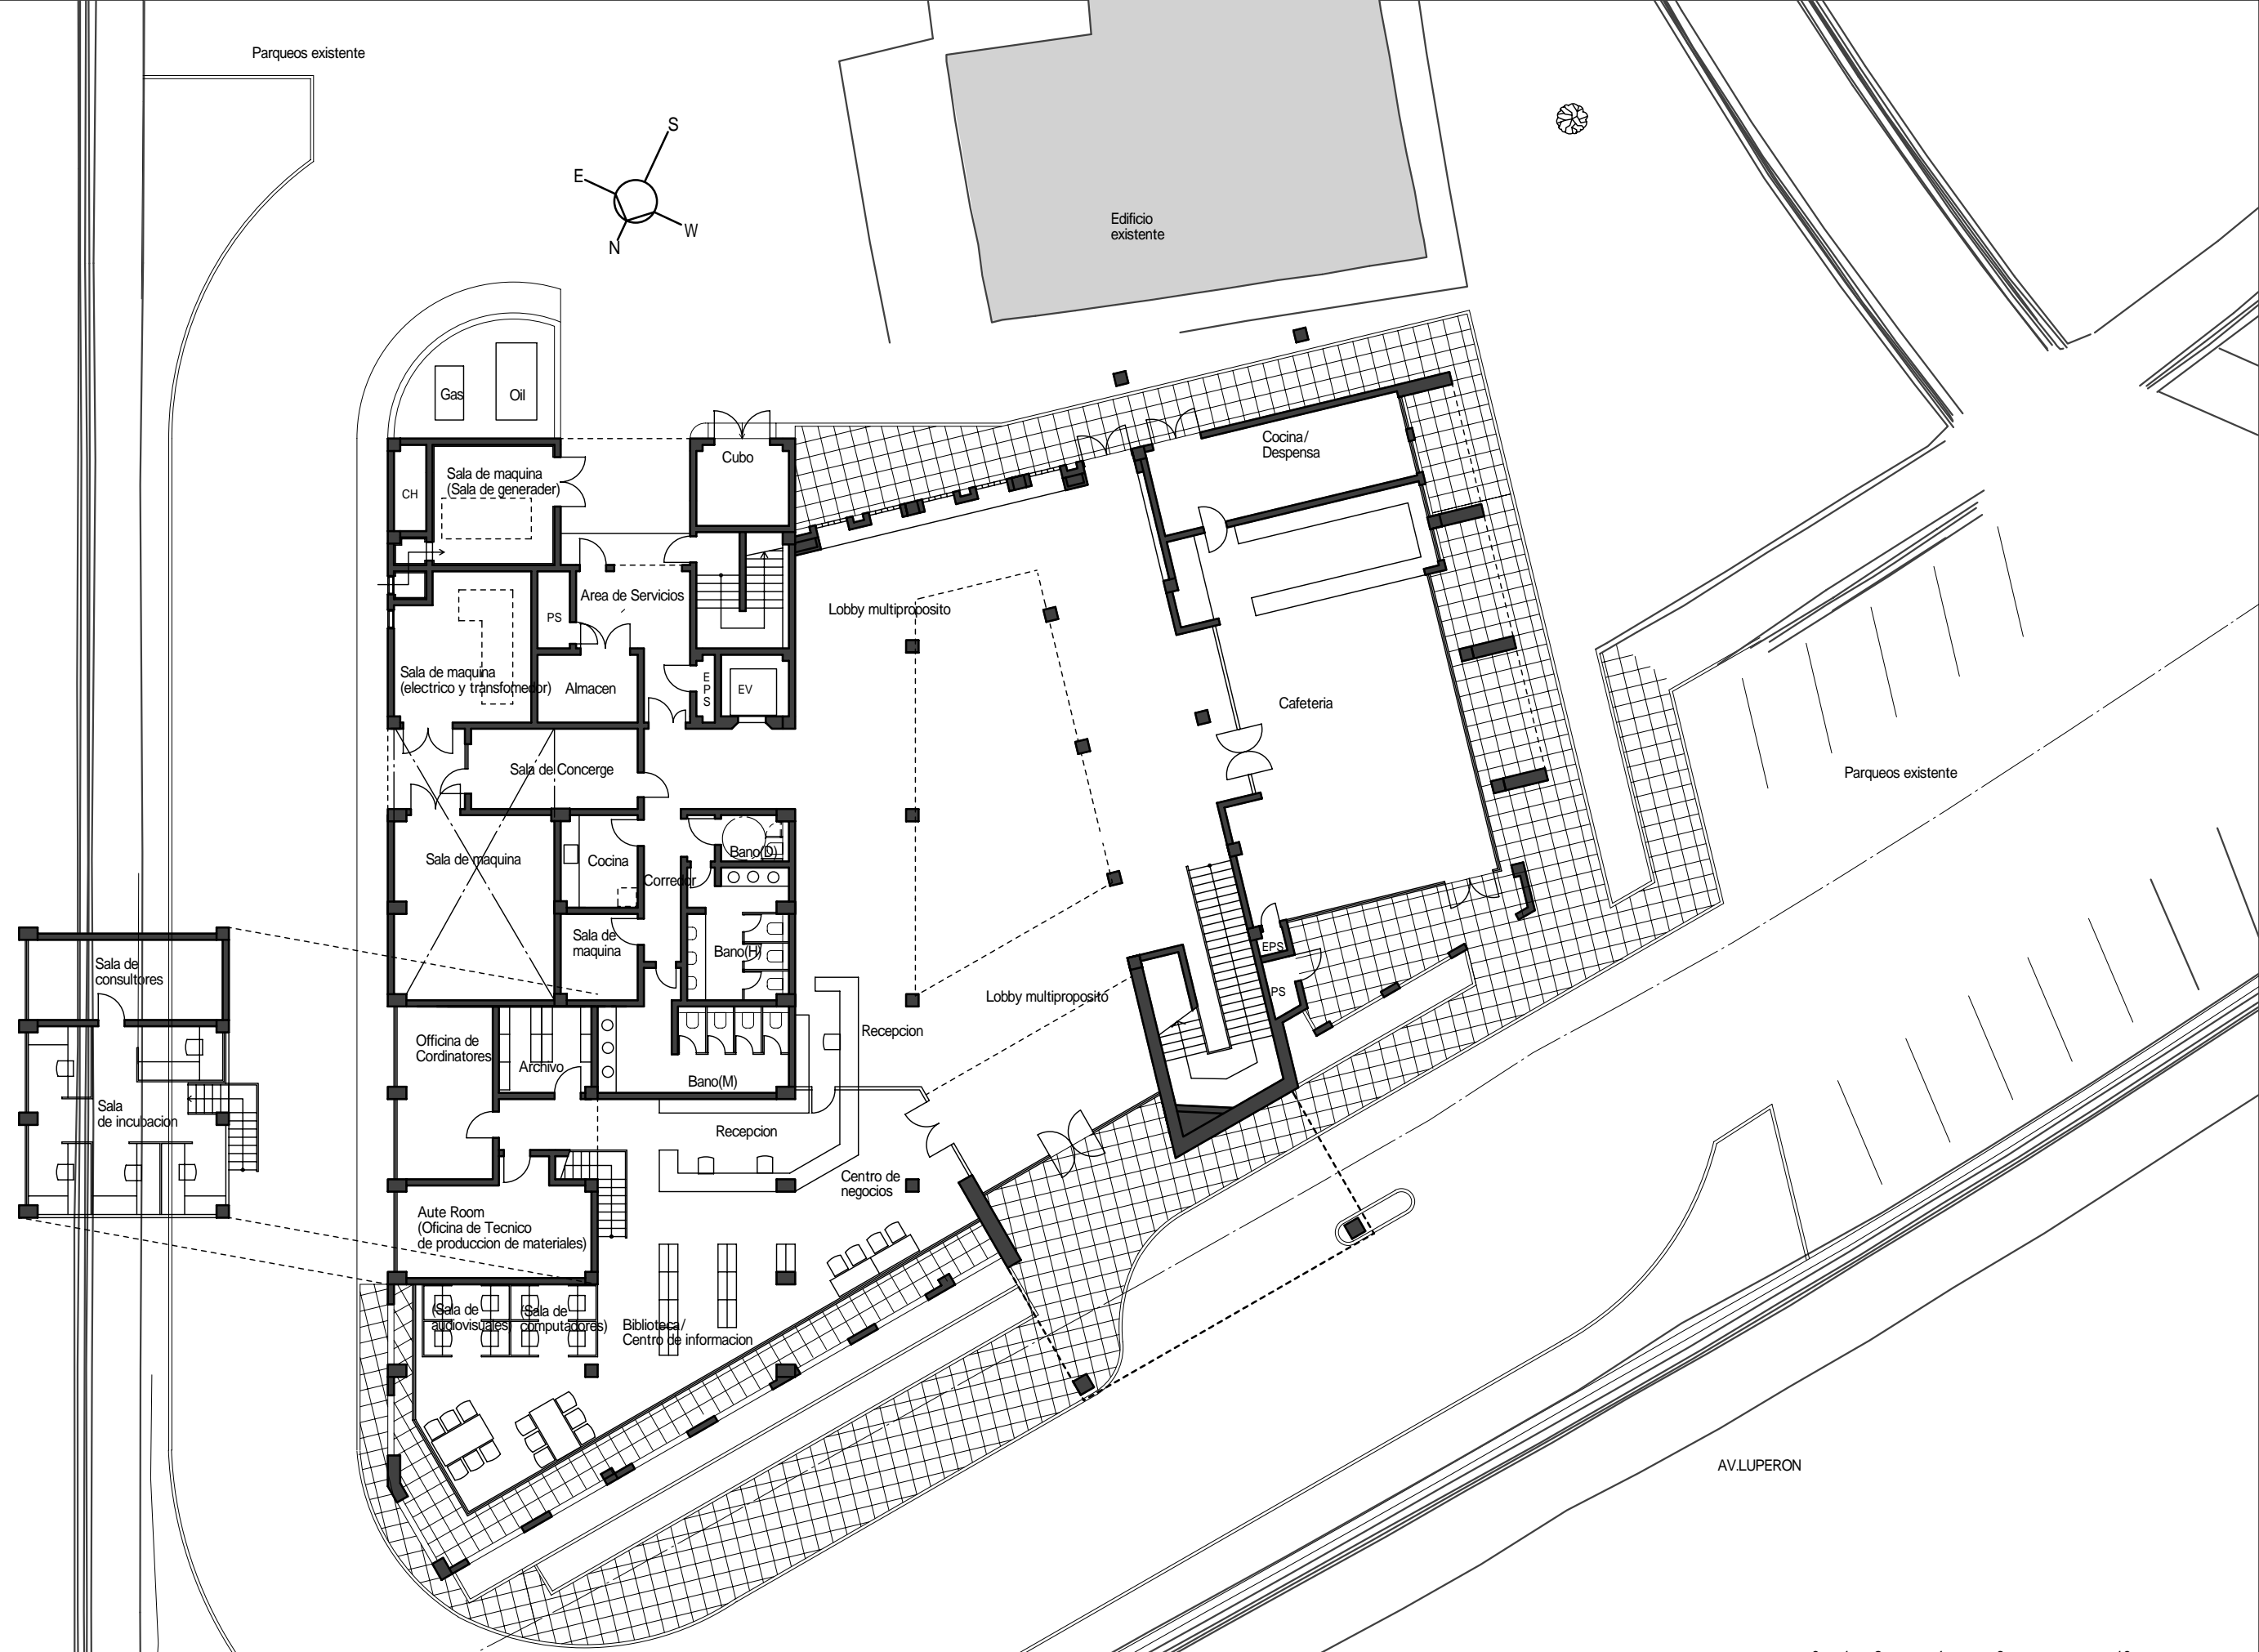 Parqueos existente
S
E
W
N
Edificio
existente
Gas
Oil
Cubo
Cocina/
Despensa
Sala de maquina
(Sala de generader)
CH
Area de Servicios
PS
Lobby multiproposito
Sala de maquina
(electrico y transfomedor)
Almacen
E
P
S
EV
Cafeteria
Sala de Concerge
Parqueos existente
Sala de maquina
Cocina
Bano(D)
Corredor
Sala de
maquina
Bano(H)
EPS
PS
Sala de
consultores
Lobby multiproposito
Recepcion
Officina de
Cordinatores
Archivo
Bano(M)
Sala
de incubacion
Recepcion
Centro de
negocios
Aute Room
(Oficina de Tecnico
de produccion de materiales)
(Sala de
audiovisuales)
(Sala de
computadores)
Biblioteca/
Centro de informacion
AV.LUPERON